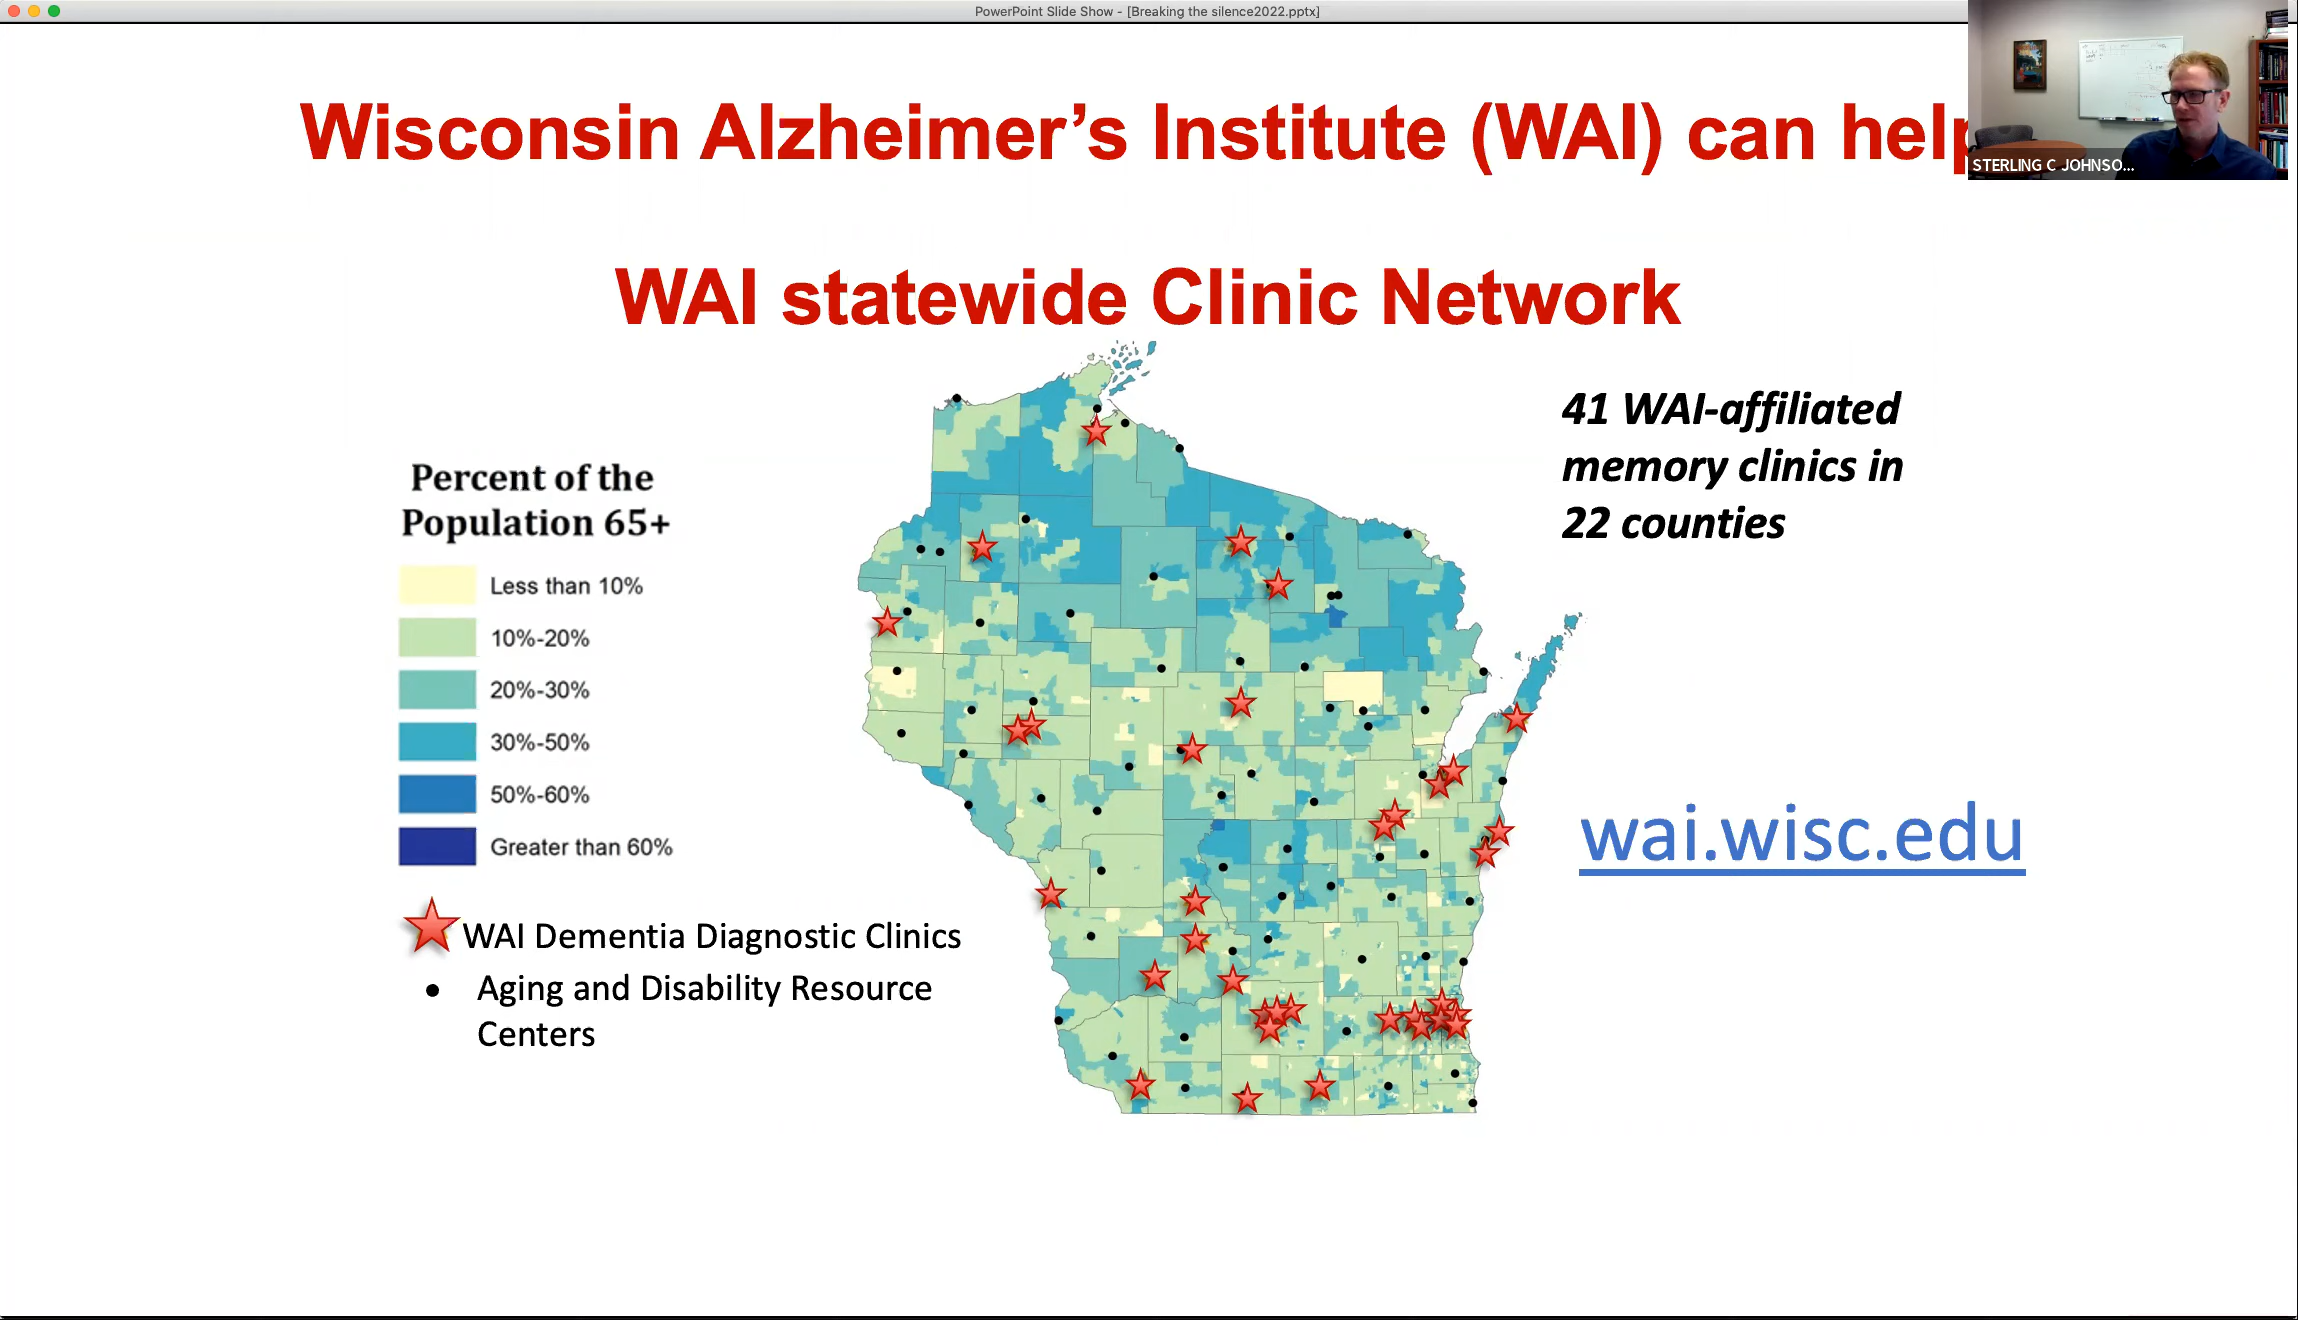 PowerPoint Slide Show - [Breaking the silence2022.pptx]
Wisconsin Alzheimer's Institute (WAI) can help
STERLING C JOHNSO...
WAI statewide Clinic Network
41 WAI-affiliated
memory clinics in
22 counties
Percent of the
Population 65+
Less than 10%
10%-20%
20%-30%
30%-50%
50%-60%
Greater than 60%
WAI Dementia Diagnostic Clinics
• Aging and Disability Resource
Centers
wai.wisc.edu